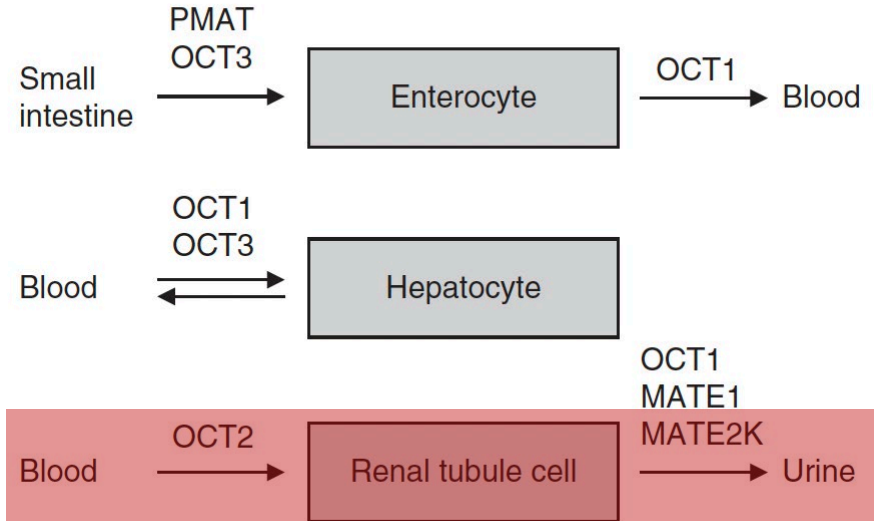 PMAT
OCT3
Small
intestine
Enterocyte
OCT1
Blood
OCT1
OCT3
Blood
Hepatocyte
OCT1
MATE1
MATE2K
OCT2
Blood
Renal tubule cell
Urine